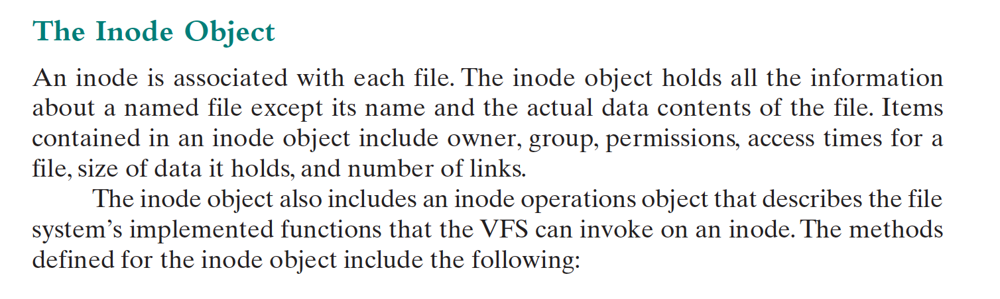 The Inode Object
An inode is associated with each file. The inode object holds all the information
about a named file except its name and the actual data contents of the file. Items
contained in an inode object include owner, group, permissions, access times for a
file, size of data it holds, and number of links.
The inode object also includes an inode operations object that describes the file
system’s implemented functions that the VFS can invoke on an inode. The methods
defined for the inode object include the following: